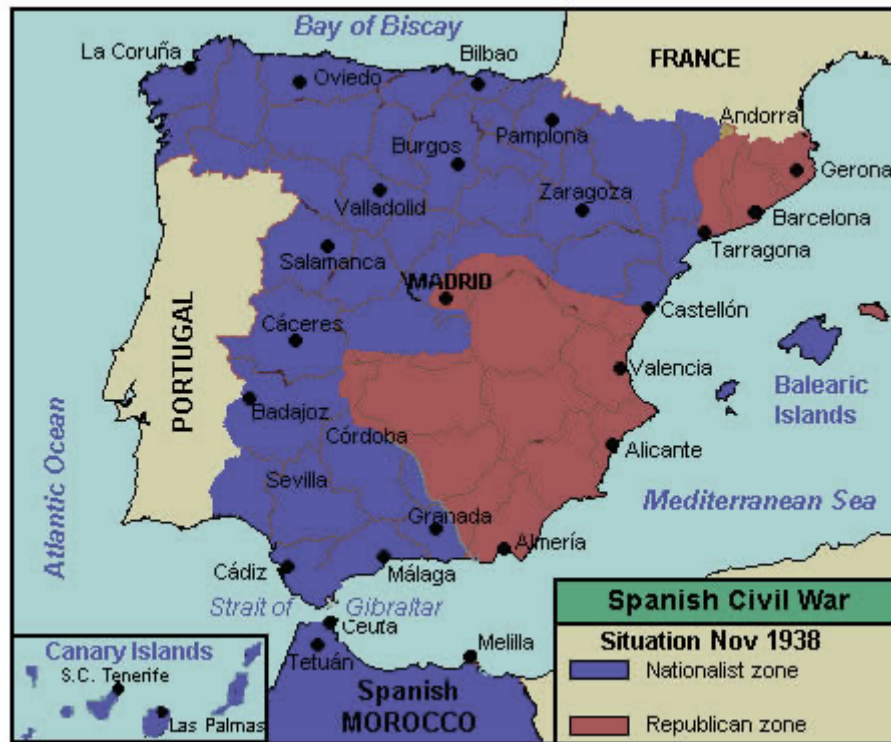 Bay of Biscay
La Coruña
Bilbao
FRANCE
Oviedo
Andorra
Pamplona
Burgos
Gerona
Zaragoza
Valladolid
Barcelona
Tarragona
Salamanca
MADRID
Castellón
Cáceres
PORTUGAL
Valencia
Balearic
Islands
Badajoz
Córdoba
Alicante
Atlantic Ocean
Sevilla
Mediterranean Sea
Granada
Almería
Cádiz
Málaga
Strait of Gibraltar
Ceuta
Tetuán
Melilla
Spanish
MOROCCO
Canary Islands
S.C. Tenerife
Las Palmas
Spanish Civil War
Situation Nov 1938
Nationalist zone
Republican zone